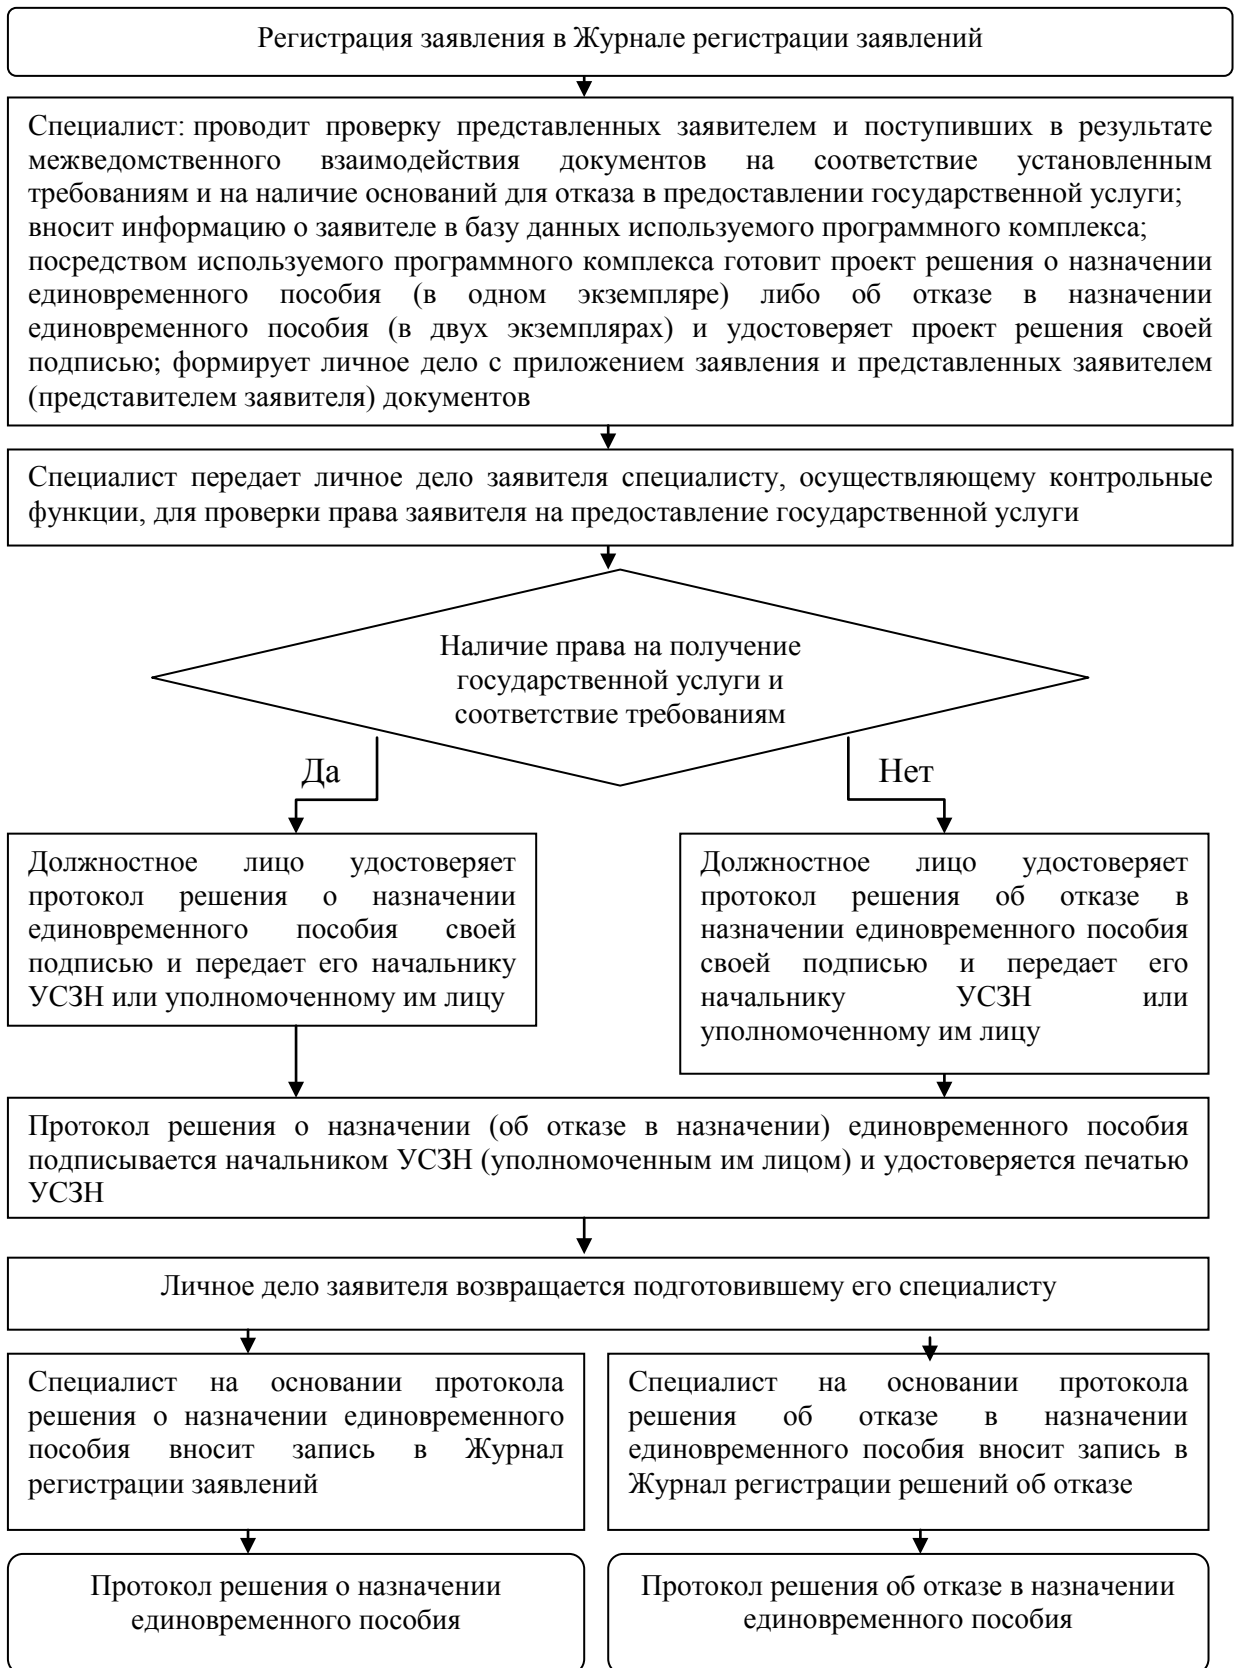 Регистрация заявления в Журнале регистрации заявлений
Специалист: проводит проверку представленных заявителем и поступивших в результате
межведомственного взаимодействия документов на соответствие установленным
требованиям и на наличие оснований для отказа в предоставлении государственной услуги;
вносит информацию о заявителе в базу данных используемого программного комплекса;
посредством используемого программного комплекса готовит проект решения о назначении
единовременного пособия (в одном экземпляре) либо об отказе в назначении
единовременного пособия (в двух экземплярах) и удостоверяет проект решения своей
подписью; формирует личное дело с приложением заявления и представленных заявителем
(представителем заявителя) документов
Специалист передает личное дело заявителя специалисту, осуществляющему контрольные
функции, для проверки права заявителя на предоставление государственной услуги
Наличие права на получение
государственной услуги и
соответствие требованиям
Да
Нет
Должностное лицо удостоверяет
протокол решения о назначении
единовременного пособия своей
подписью и передает его начальнику
УСЗН или уполномоченному им лицу
Должностное лицо удостоверяет
протокол решения об отказе в
назначении единовременного пособия
своей подписью и передает его
начальнику УСЗН или
уполномоченному им лицу
Протокол решения о назначении (об отказе в назначении) единовременного пособия
подписывается начальником УСЗН (уполномоченным им лицом) и удостоверяется печатью
УСЗН
Личное дело заявителя возвращается подготовившему его специалисту
Специалист на основании протокола
решения о назначении единовременного
пособия вносит запись в Журнал
регистрации заявлений
Специалист на основании протокола
решения об отказе в назначении
единовременного пособия вносит запись в
Журнал регистрации решений об отказе
Протокол решения о назначении
единовременного пособия
Протокол решения об отказе в назначении
единовременного пособия